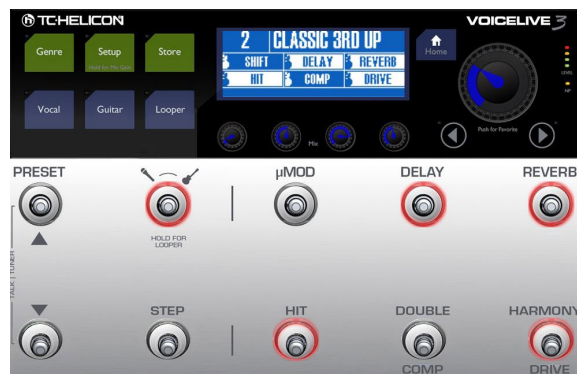 TC·HELICON
VOICELIVE 3
Genre
Setup
Hold for Mix Gain
Store
2 CLASSIC 3RD UP
SHIFT DELAY REVERB
HIT COMP DRIVE
Home
LEVEL
Vocal
Guitar
Looper
Mix
Push for Favorite
PRESET
µMOD
DELAY
REVERB
HOLD FOR
LOOPER
TALK | TUNER
STEP
HIT
DOUBLE
HARMONY
COMP
DRIVE